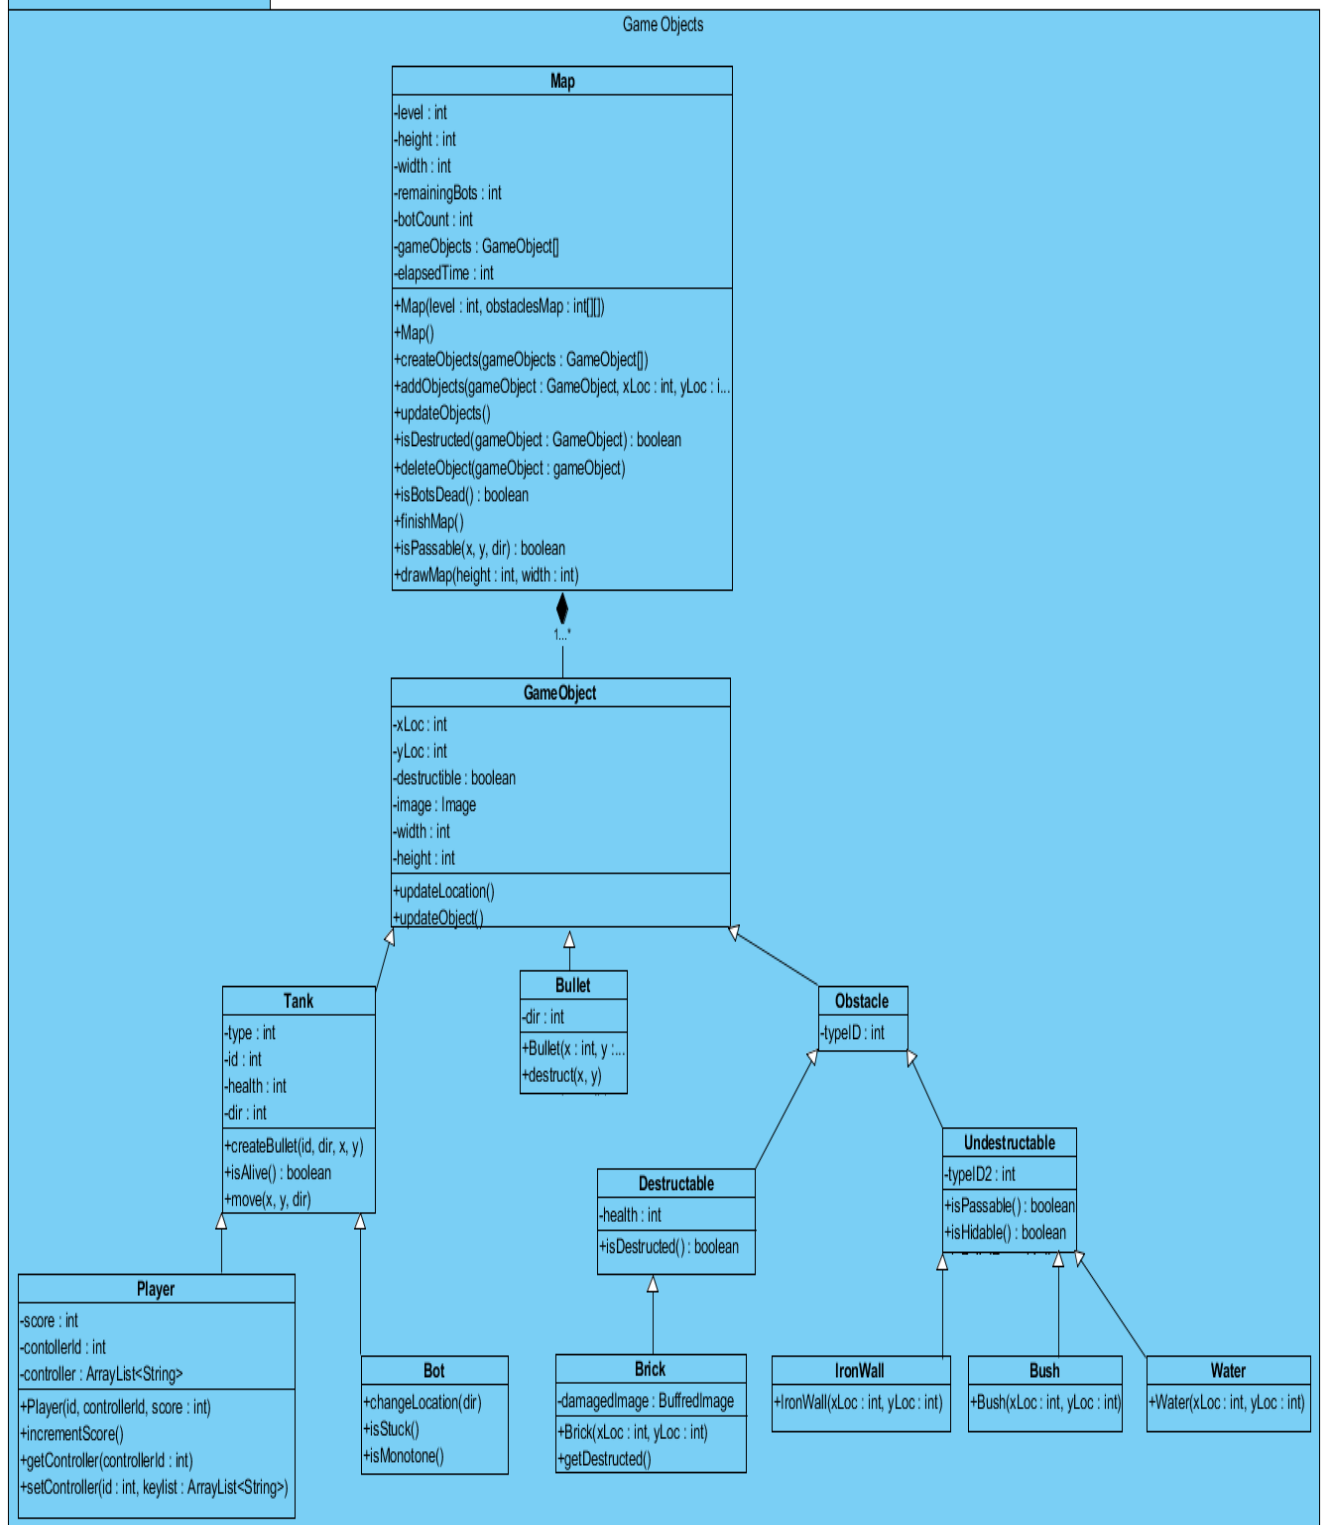 Game Objects
Map
-level : int
-height : int
-width : int
-remainingBots : int
-botCount : int
-gameObjects : GameObject[]
-elapsedTime : int
+Map(level : int, obstaclesMap : int[][])
+Map()
+createObjects(gameObjects : GameObject[])
+addObjects(gameObject : GameObject, xLoc : int, yLoc : i...
+updateObjects()
+isDestructed(gameObject : GameObject) : boolean
+deleteObject(gameObject : gameObject)
+isBotsDead() : boolean
+finishMap()
+isPassable(x, y, dir) : boolean
+drawMap(height : int, width : int)
1...*
GameObject
-xLoc : int
-yLoc : int
-destructible : boolean
-image : Image
-width : int
-height : int
+updateLocation()
+updateObject()
Tank
-type : int
-id : int
-health : int
-dir : int
+createBullet(id, dir, x, y)
+isAlive() : boolean
+move(x, y, dir)
Bullet
-dir : int
+Bullet(x : int, y :...
+destruct(x, y)
Obstacle
-typeID : int
Destructable
-health : int
+isDestructed() : boolean
Undestructable
-typeID2 : int
+isPassable() : boolean
+isHidable() : boolean
Player
-score : int
-contollerId : int
-controller : ArrayList<String>
+Player(id, controllerId, score : int)
+incrementScore()
+getController(controllerId : int)
+setController(id : int, keylist : ArrayList<String>)
Bot
+changeLocation(dir)
+isStuck()
+isMonotone()
Brick
-damagedImage : BuffredImage
+Brick(xLoc : int, yLoc : int)
+getDestructed()
IronWall
+IronWall(xLoc : int, yLoc : int)
Bush
+Bush(xLoc : int, yLoc : int)
Water
+Water(xLoc : int, yLoc : int)